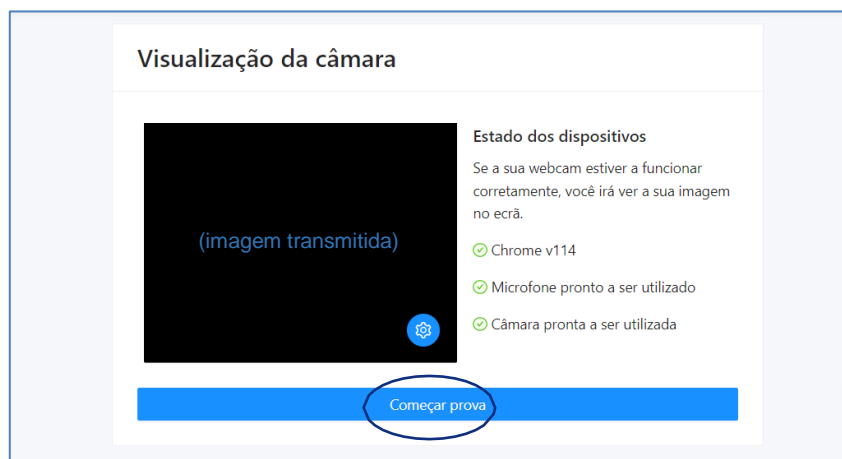 Visualização da câmara
(imagem transmitida)
Estado dos dispositivos
Se a sua webcam estiver a funcionar
corretamente, você irá ver a sua imagem
no ecrã.
Chrome v114
Microfone pronto a ser utilizado
Câmara pronta a ser utilizada
Começar prova